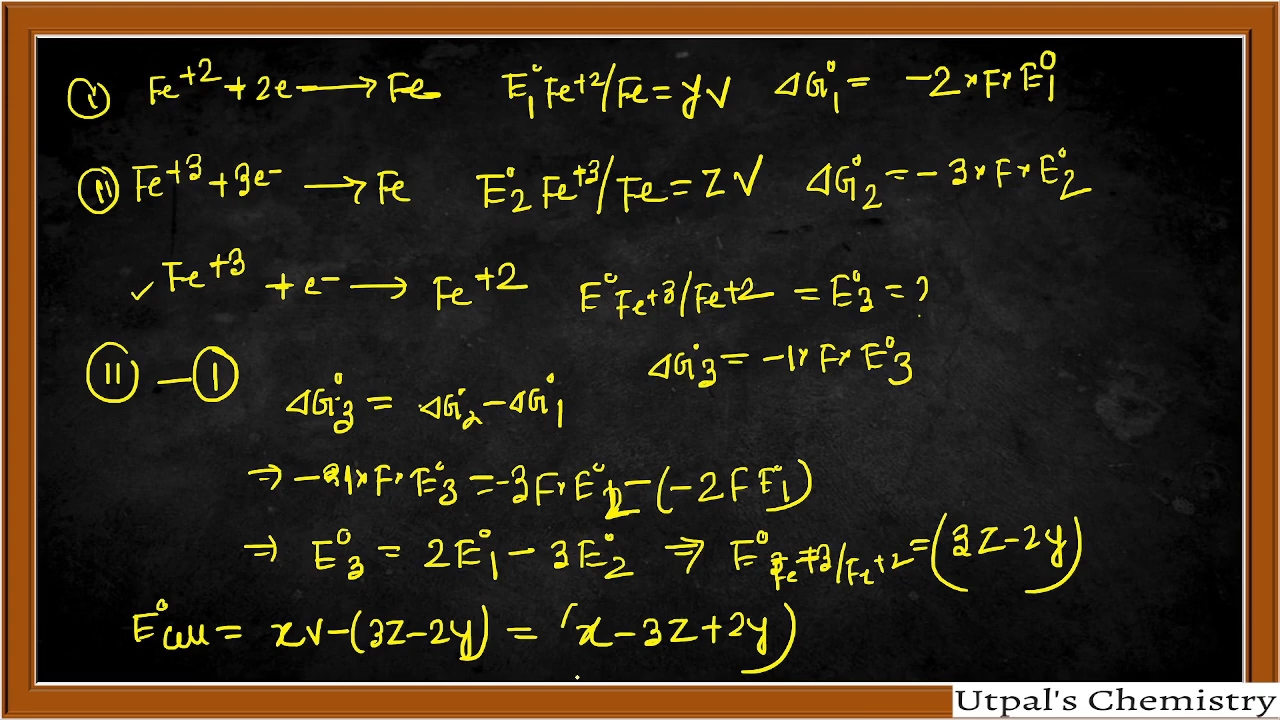 (i) Fe+2 + 2e ⟶ Fe E°1 Fe+2/Fe = yV ΔG°1 = -2 × F × E°1
(ii) Fe+3 + 3e- ⟶ Fe E°2 Fe+3/Fe = zV ΔG°2 = -3 × F × E°2
✓ Fe+3 + e- ⟶ Fe+2 E°Fe+3/Fe+2 = E°3 = ?
ΔG°3 = -1 × F × E°3
(II) - (I) ΔG°3 = ΔG°2 - ΔG°1
⇒ -1 × F × E°3 = -3F × E°2 - (-2FE°1)
⇒ E°3 = 2E°1 - 3E°2 ⇒ E°Fe+3/Fe+2 = (3z - 2y)
E°cell = xV - (3z - 2y) = (x - 3z + 2y)
Utpal's Chemistry